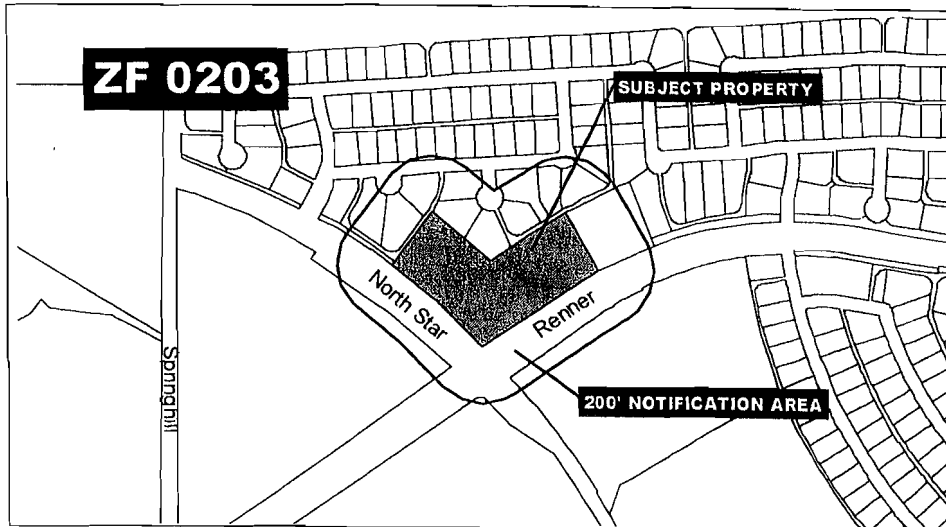 ZF 0203
SUBJECT PROPERTY
North Star
Renner
Springhill
200' NOTIFICATION AREA